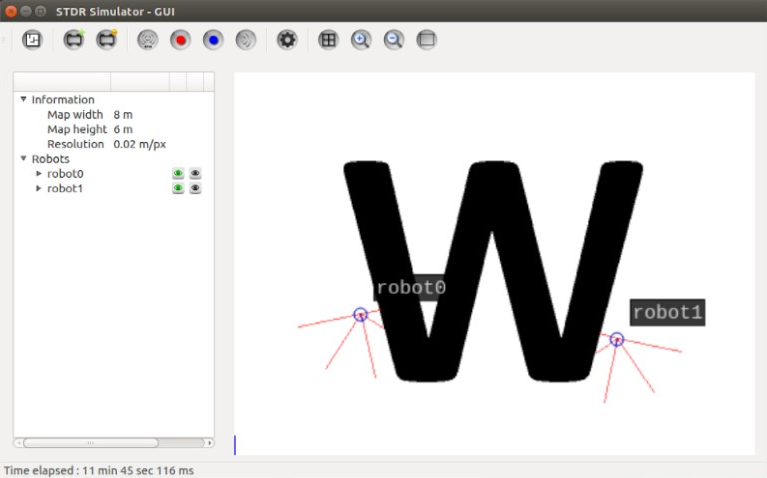 STDR Simulator - GUI
Information
Map width 8 m
Map height 6 m
Resolution 0.02 m/px
Robots
robot0
robot1
W
robot0
robot1
Time elapsed : 11 min 45 sec 116 ms